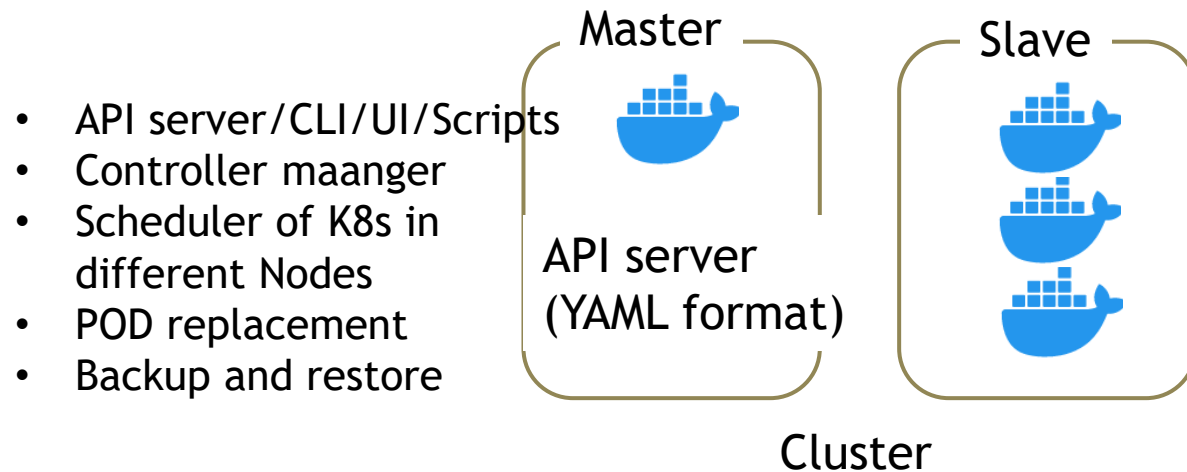 Master
Slave
• API server/CLI/UI/Scripts
• Controller maanger
• Scheduler of K8s in
different Nodes
• POD replacement
• Backup and restore
API server
(YAML format)
Cluster